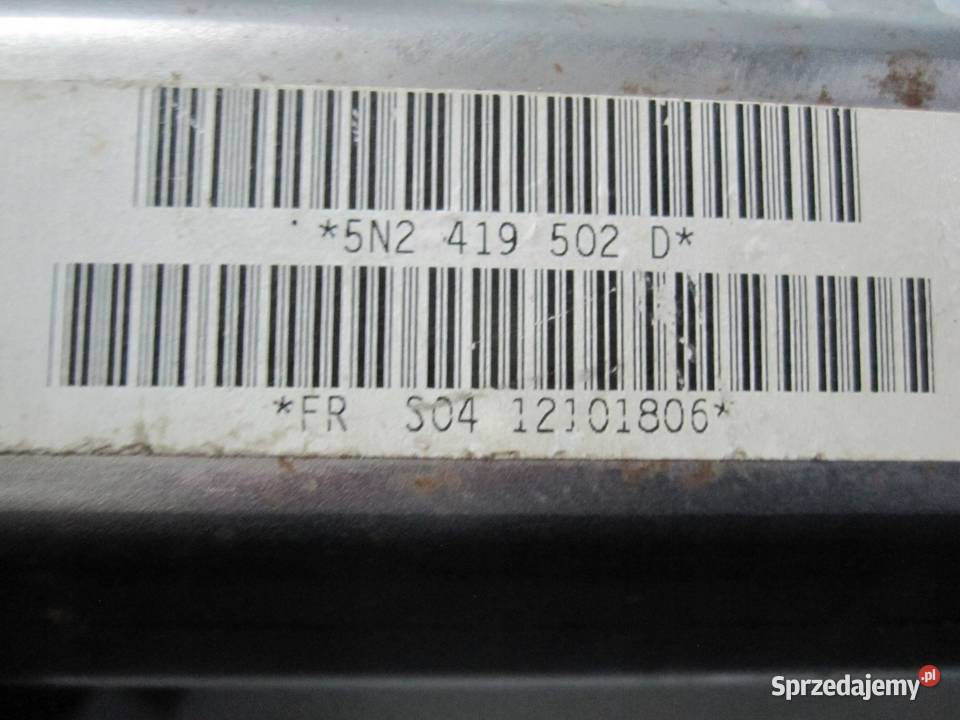 *5N2 419 502 D*
*FR S04 12101806*
Sprzedajemy.pl